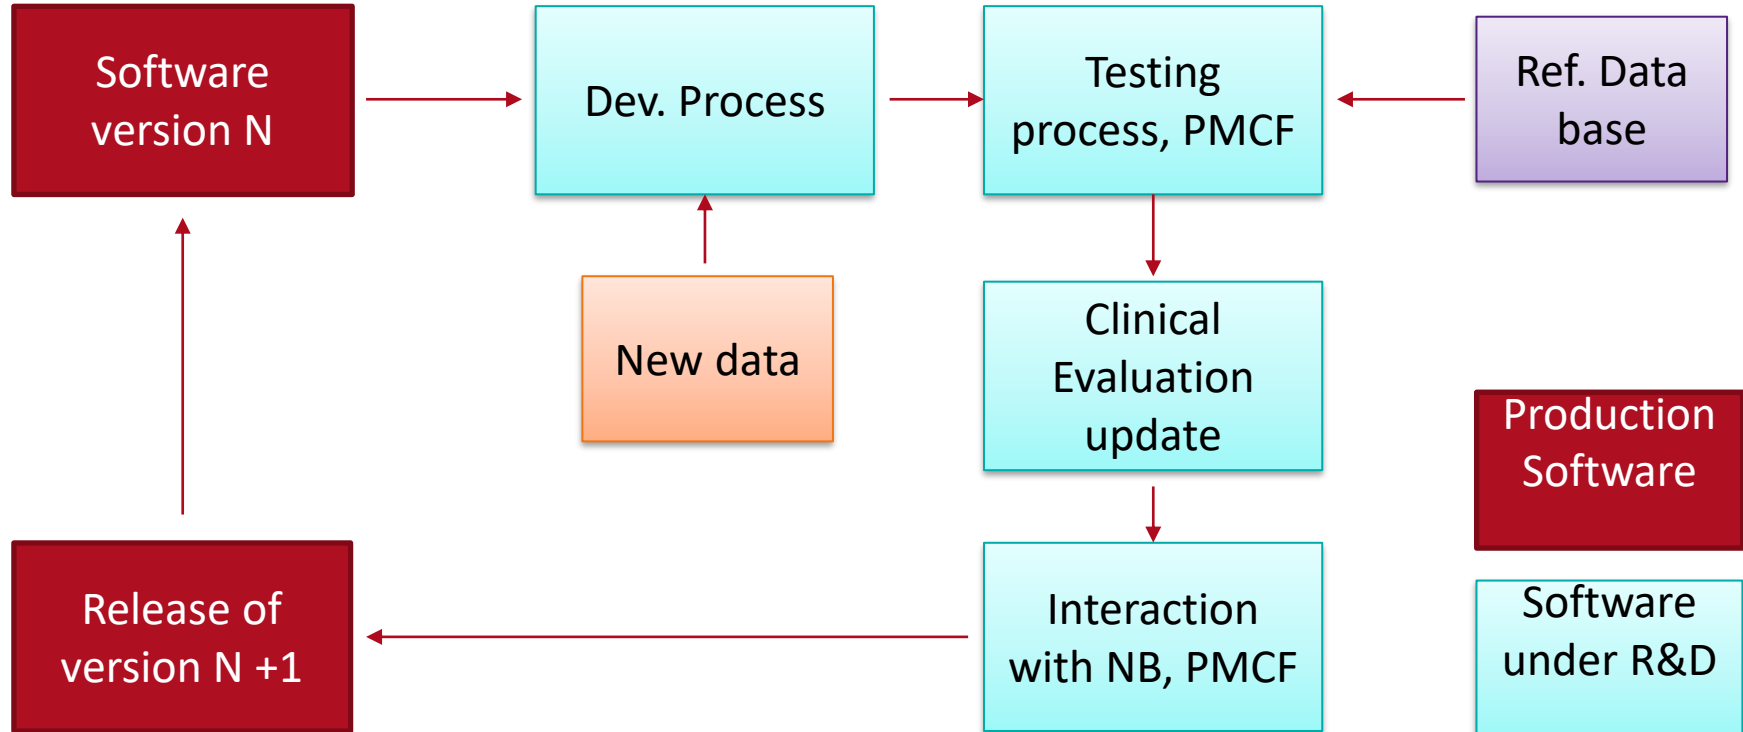 Software
version N
Dev. Process
Testing
process, PMCF
Ref. Data
base
New data
Clinical
Evaluation
update
Production
Software
Release of
version N +1
Interaction
with NB, PMCF
Software
under R&D